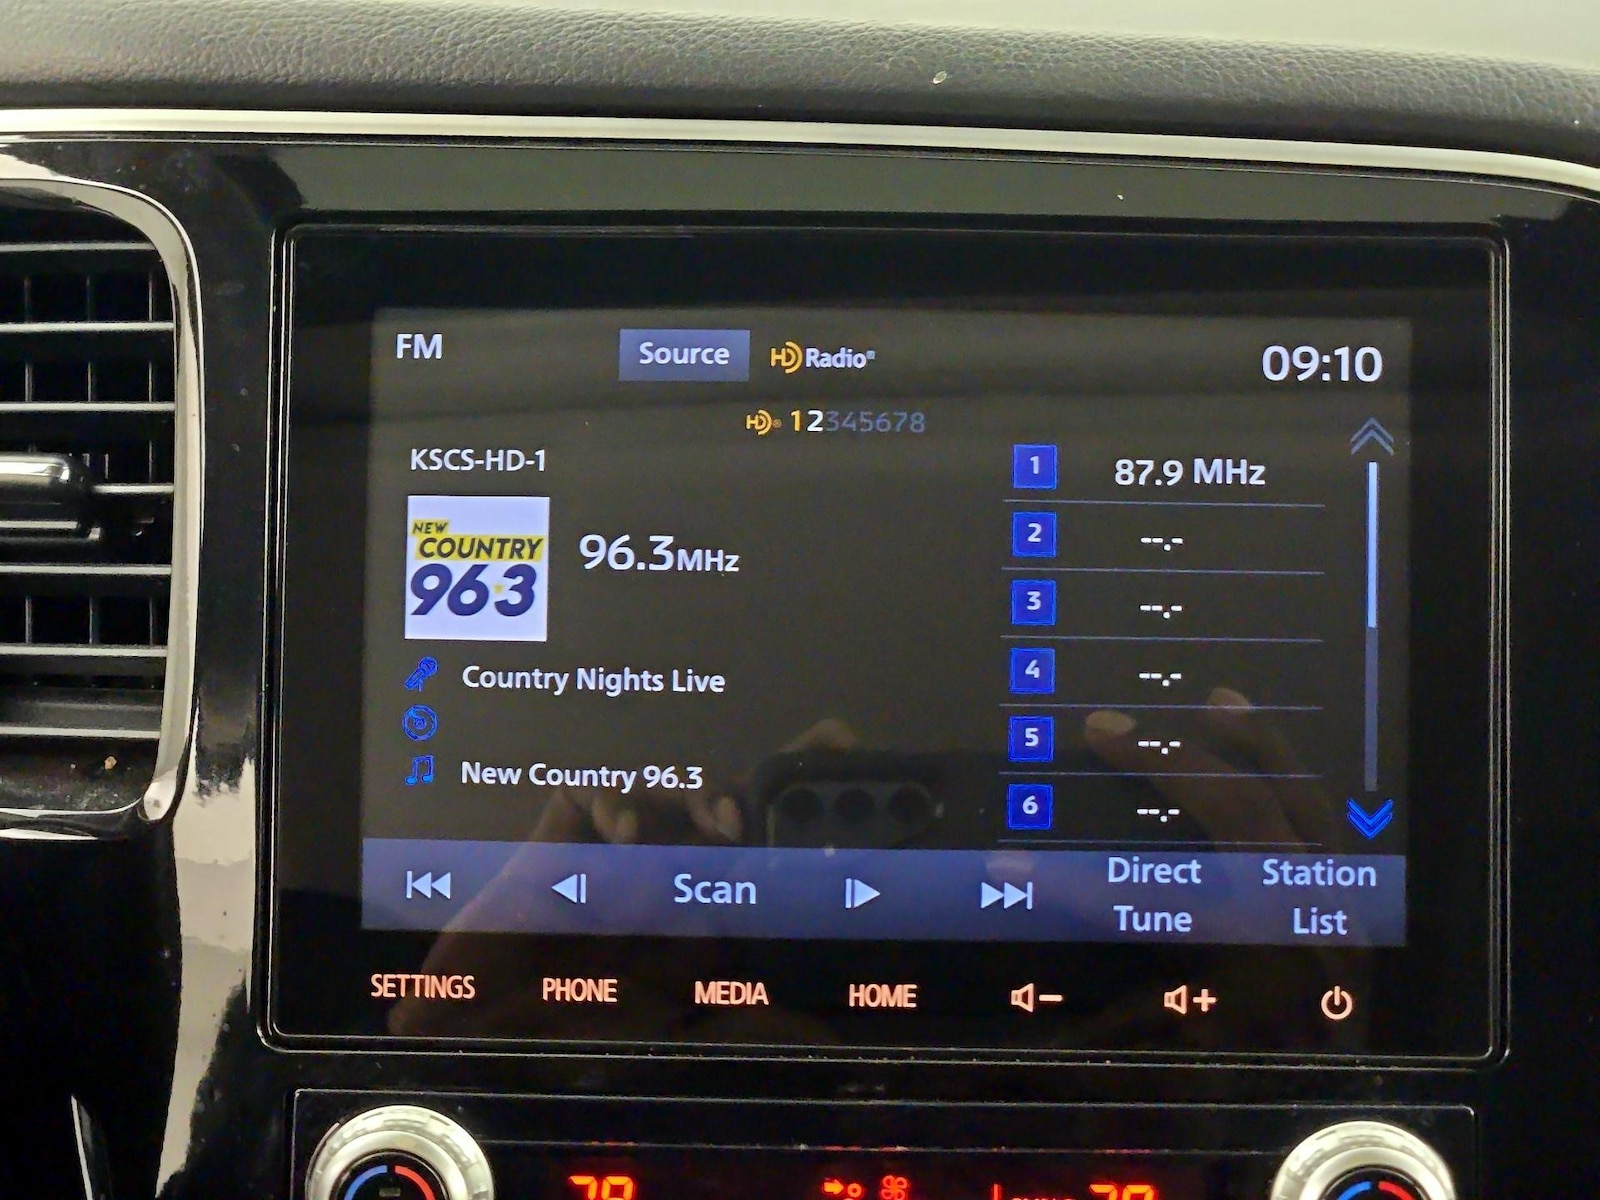 FM
Source
HD Radio®
09:10
HD® 12345678
KSCS-HD-1
NEW
COUNTRY
96.3
96.3MHz
Country Nights Live
New Country 96.3
1 87.9 MHz
2 --.-
3 --.-
4 --.-
5 --.-
6 --.-
Scan
Direct
Tune
Station
List
SETTINGS
PHONE
MEDIA
HOME